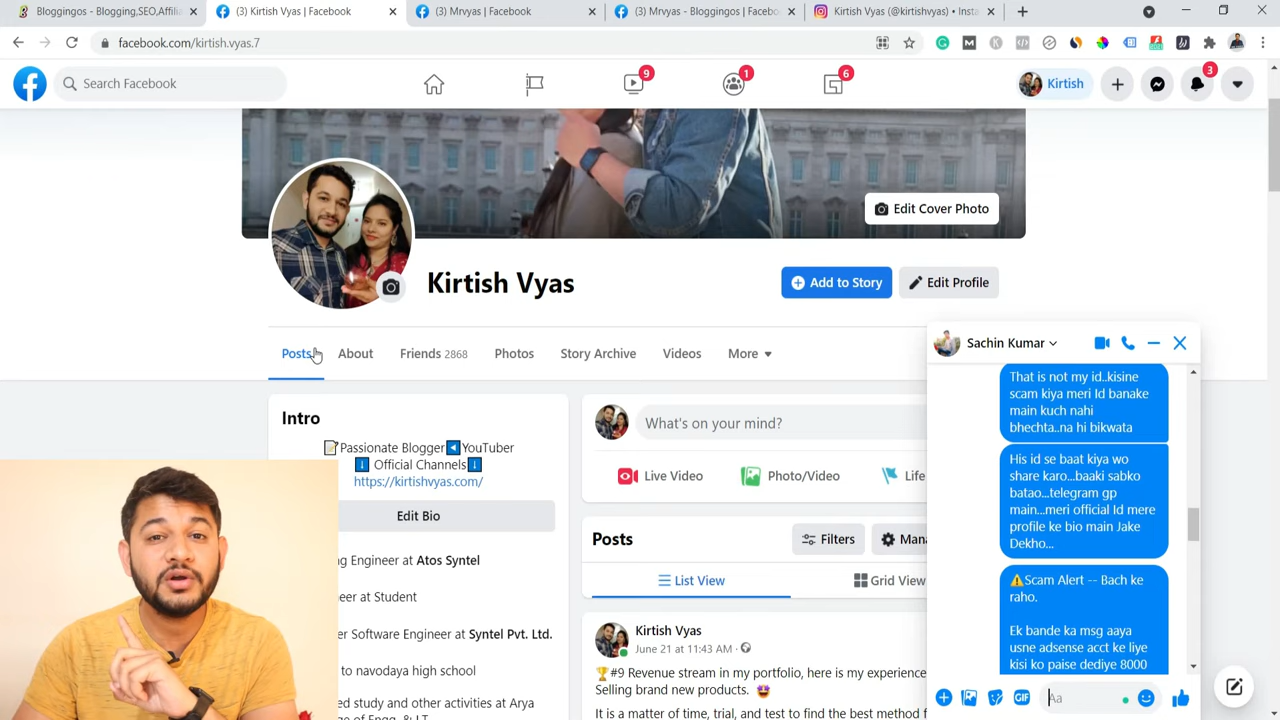 Bloggingos - Blogging,SEO,Affilia
(3) Kirtish Vyas | Facebook
(3) Mrvyas | Facebook
(3) Mrvyas - Bloggingos | Facebo
Kirtish Vyas (@kirtishvyas) • Insta
facebook.com/kirtish.vyas.7
Search Facebook
9
1
6
Kirtish
3
Edit Cover Photo
Kirtish Vyas
Add to Story
Edit Profile
Posts
About
Friends 2868
Photos
Story Archive
Videos
More
Intro
Passionate Blogger YouTuber
Official Channels
https://kirtishvyas.com/
Edit Bio
ng Engineer at Atos Syntel
eer at Student
er Software Engineer at Syntel Pvt. Ltd.
to navodaya high school
ed study and other activities at Arya
What's on your mind?
Live Video
Photo/Video
Life
Posts
Filters
Mana
List View
Grid View
Kirtish Vyas
June 21 at 11:43 AM ·
#9 Revenue stream in my portfolio, here is my experience
Selling brand new products.
It is a matter of time, trial, and test to find the best method f
Sachin Kumar
That is not my id..kisine
scam kiya meri Id banake
main kuch nahi
bhechta..na hi bikwata
His id se baat kiya wo
share karo...baaki sabko
batao...telegram gp
main...meri official Id mere
profile ke bio main Jake
Dekho...
Scam Alert -- Bach ke
raho.
Ek bande ka msg aaya
usne adsense acct ke liye
kisi ko paise dediye 8000
GIF
Aa